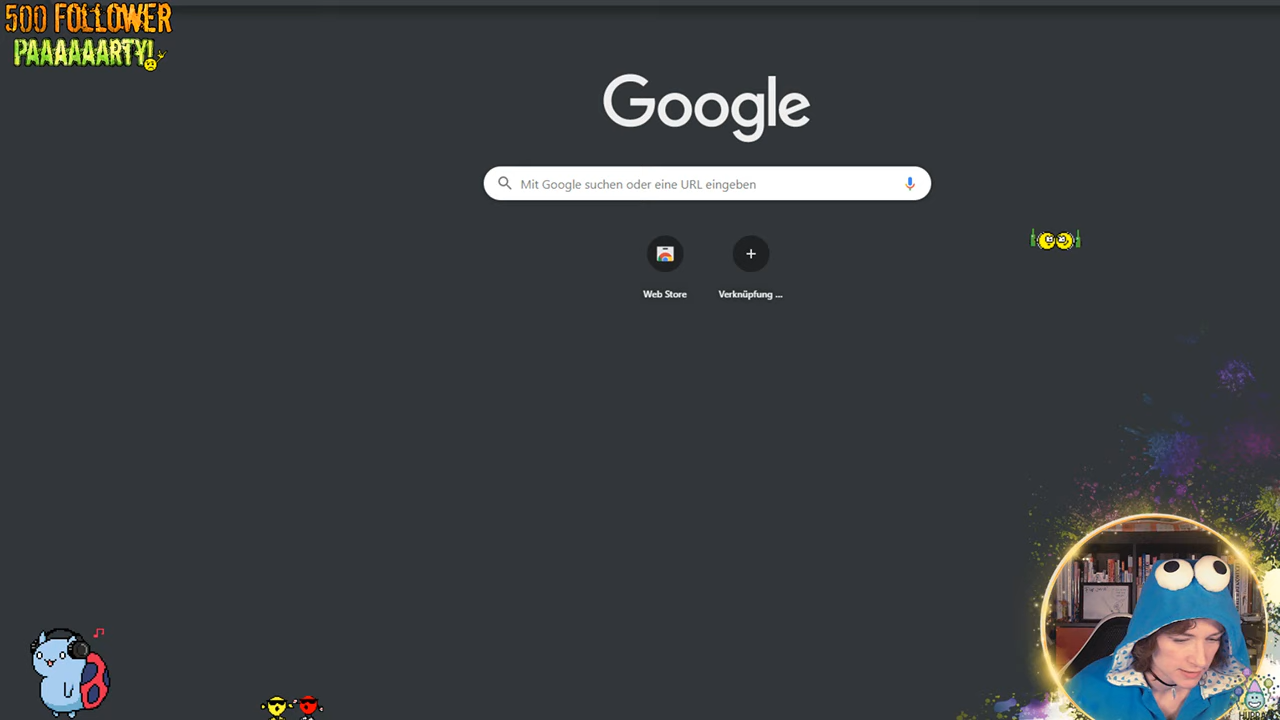 500 FOLLOWER
PAAAAAARTY!
Google
Mit Google suchen oder eine URL eingeben
Web Store
Verknüpfung ...